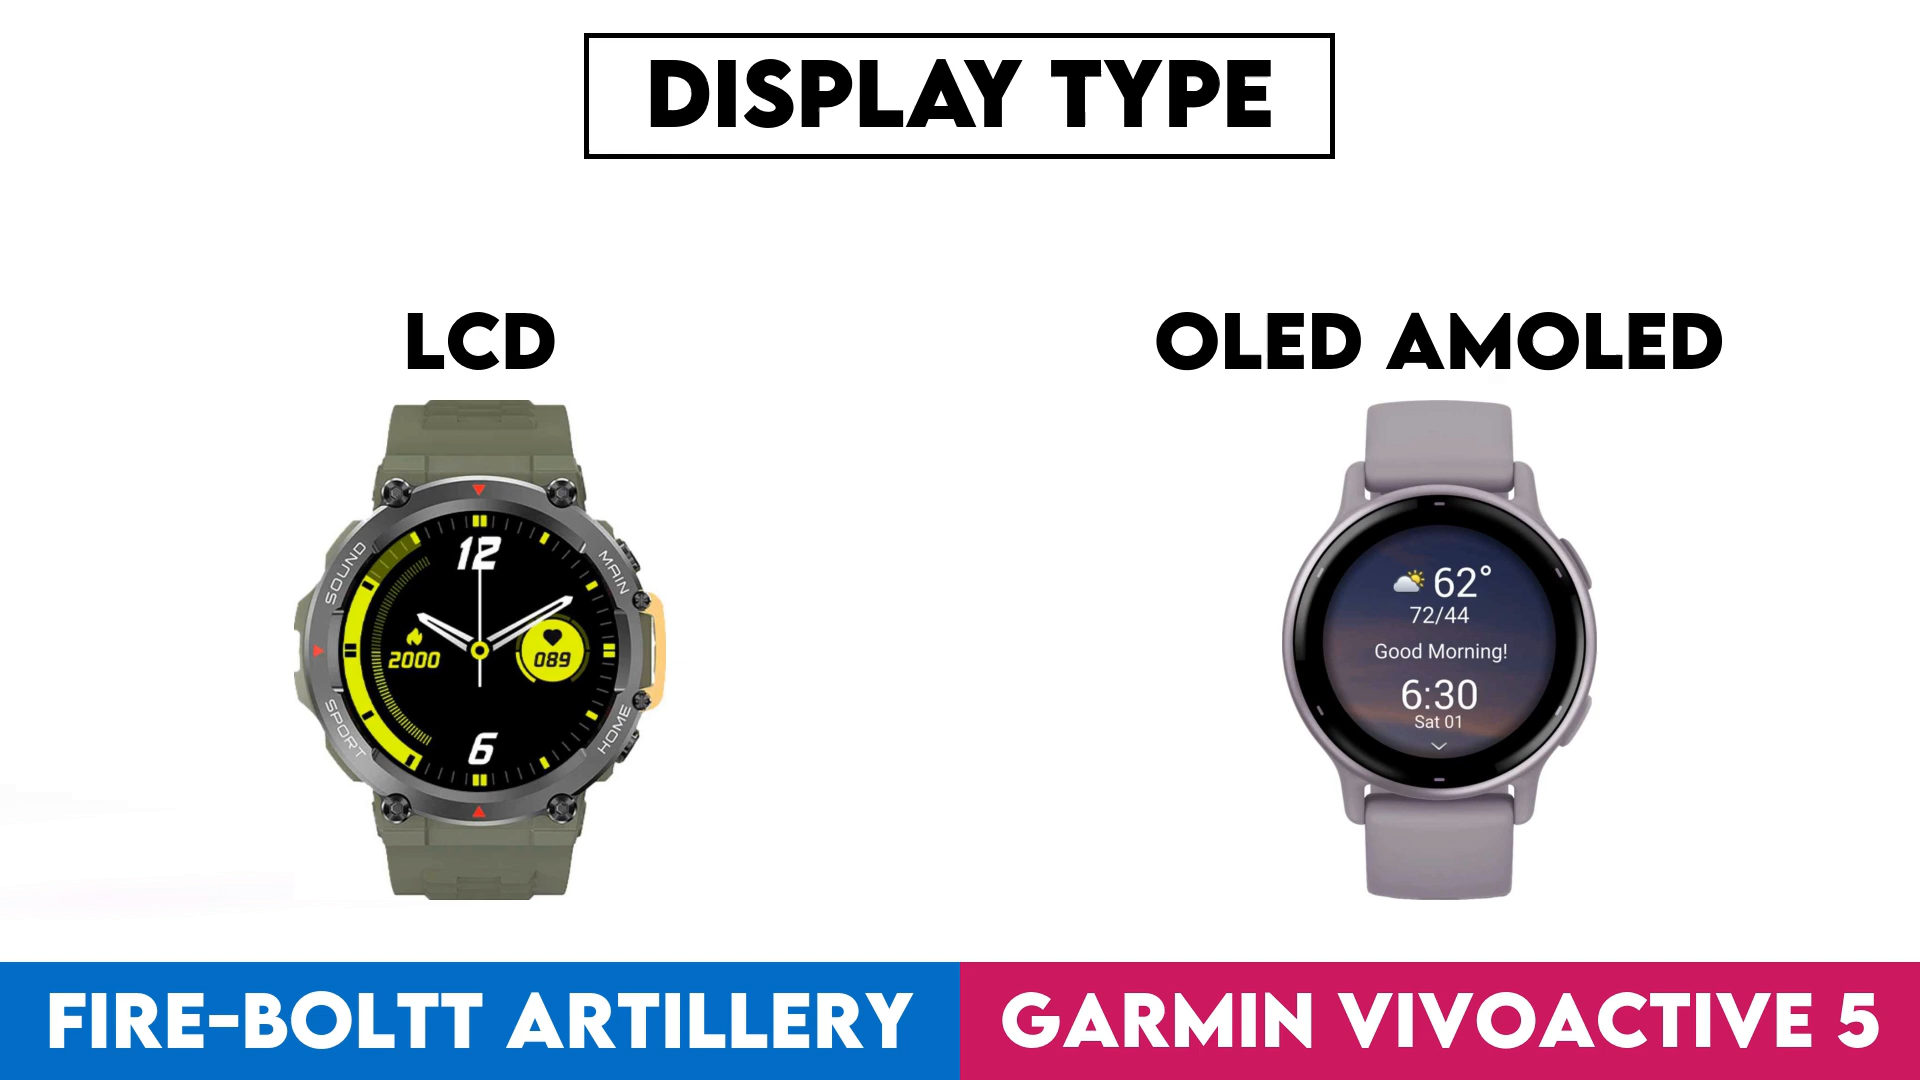 DISPLAY TYPE
LCD
OLED AMOLED
SOUND
MAIN
SPORT
HOME
12
2000
089
6
62°
72/44
Good Morning!
6:30
Sat 01
FIRE-BOLTT ARTILLERY
GARMIN VIVOACTIVE 5